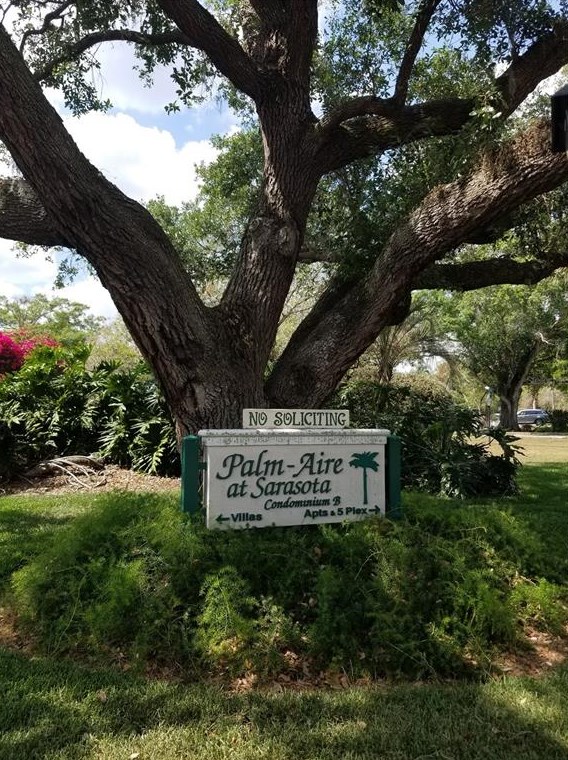 NO SOLICITING
Palm-Aire
at Sarasota
Condominium B
←Villas Apts & 5 Plex→